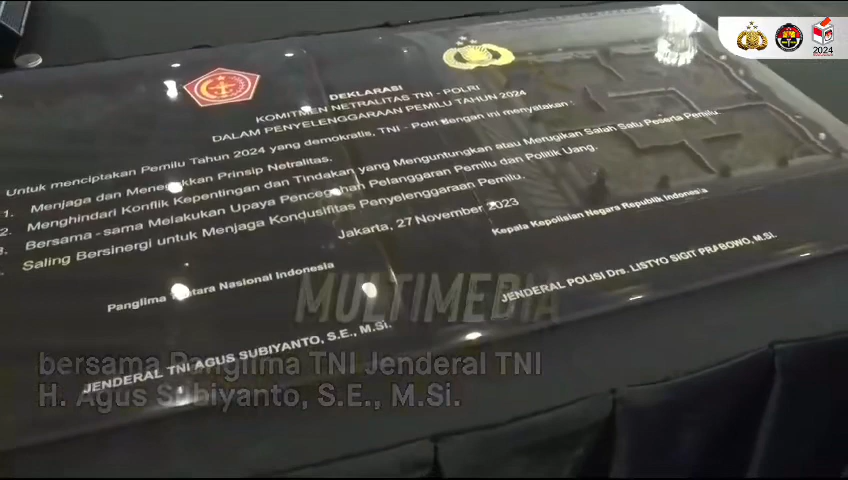 2024
DEKLARASI
KOMITMEN NETRALITAS TNI - POLRI
DALAM PENYELENGGARAAN PEMILU TAHUN 2024
Untuk menciptakan Pemilu Tahun 2024 yang demokratis, TNI - Polri dengan ini menyatakan :
1. Menjaga dan Menegakkan Prinsip Netralitas.
2. Menghindari Konflik Kepentingan dan Tindakan yang Menguntungkan atau Merugikan Salah Satu Peserta Pemilu
3. Bersama - sama Melakukan Upaya Pencegahan Pelanggaran Pemilu dan Politik Uang.
Saling Bersinergi untuk Menjaga Kondusifitas Penyelenggaraan Pemilu.
Jakarta, 27 November 2023
Kepala Kepolisian Negara Republik Indonesia
Panglima Tentara Nasional Indonesia
JENDERAL POLISI Drs. LISTYO SIGIT PRABOWO, M.Si.
JENDERAL TNI AGUS SUBIYANTO, S.E., M.Si.
MULTIMEDIA
bersama Panglima TNI Jenderal TNI
H. Agus Subiyanto, S.E., M.Si.